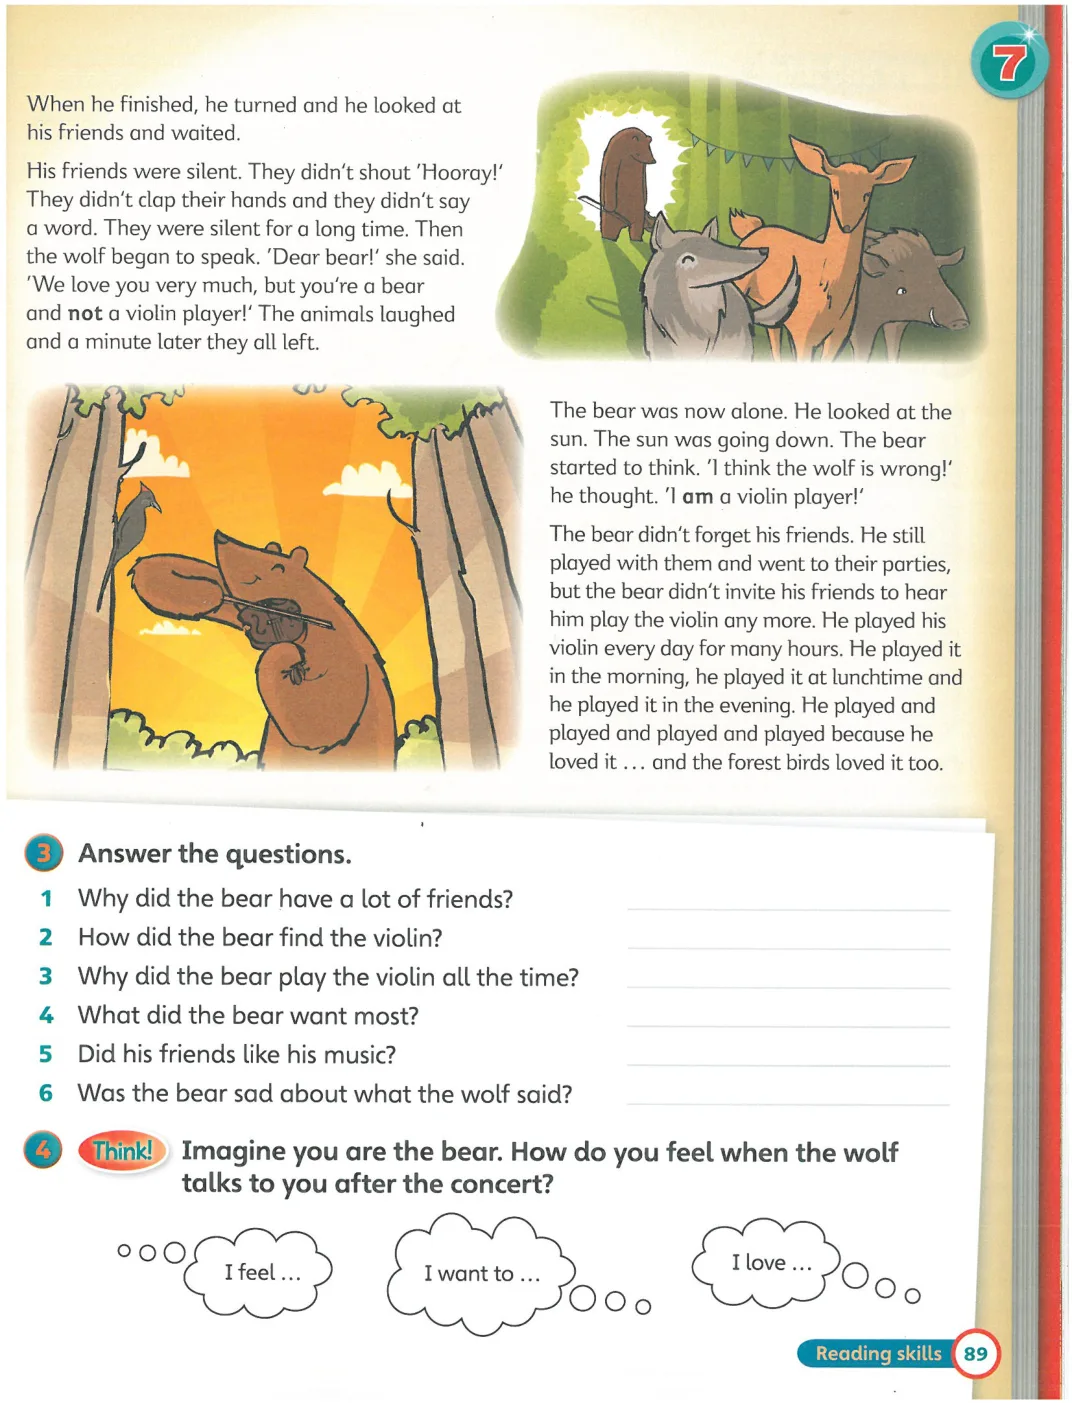 7
When he finished, he turned and he looked at
his friends and waited.
His friends were silent. They didn't shout 'Hooray!'
They didn't clap their hands and they didn't say
a word. They were silent for a long time. Then
the wolf began to speak. 'Dear bear!' she said.
'We love you very much, but you're a bear
and not a violin player!' The animals laughed
and a minute later they all left.
The bear was now alone. He looked at the
sun. The sun was going down. The bear
started to think. 'I think the wolf is wrong!'
he thought. 'I am a violin player!'
The bear didn't forget his friends. He still
played with them and went to their parties,
but the bear didn't invite his friends to hear
him play the violin any more. He played his
violin every day for many hours. He played it
in the morning, he played it at lunchtime and
he played it in the evening. He played and
played and played and played because he
loved it ... and the forest birds loved it too.
3 Answer the questions.
1 Why did the bear have a lot of friends?
2 How did the bear find the violin?
3 Why did the bear play the violin all the time?
4 What did the bear want most?
5 Did his friends like his music?
6 Was the bear sad about what the wolf said?
4 Think! Imagine you are the bear. How do you feel when the wolf
talks to you after the concert?
I feel ...
I want to ...
I love ...
Reading skills 89